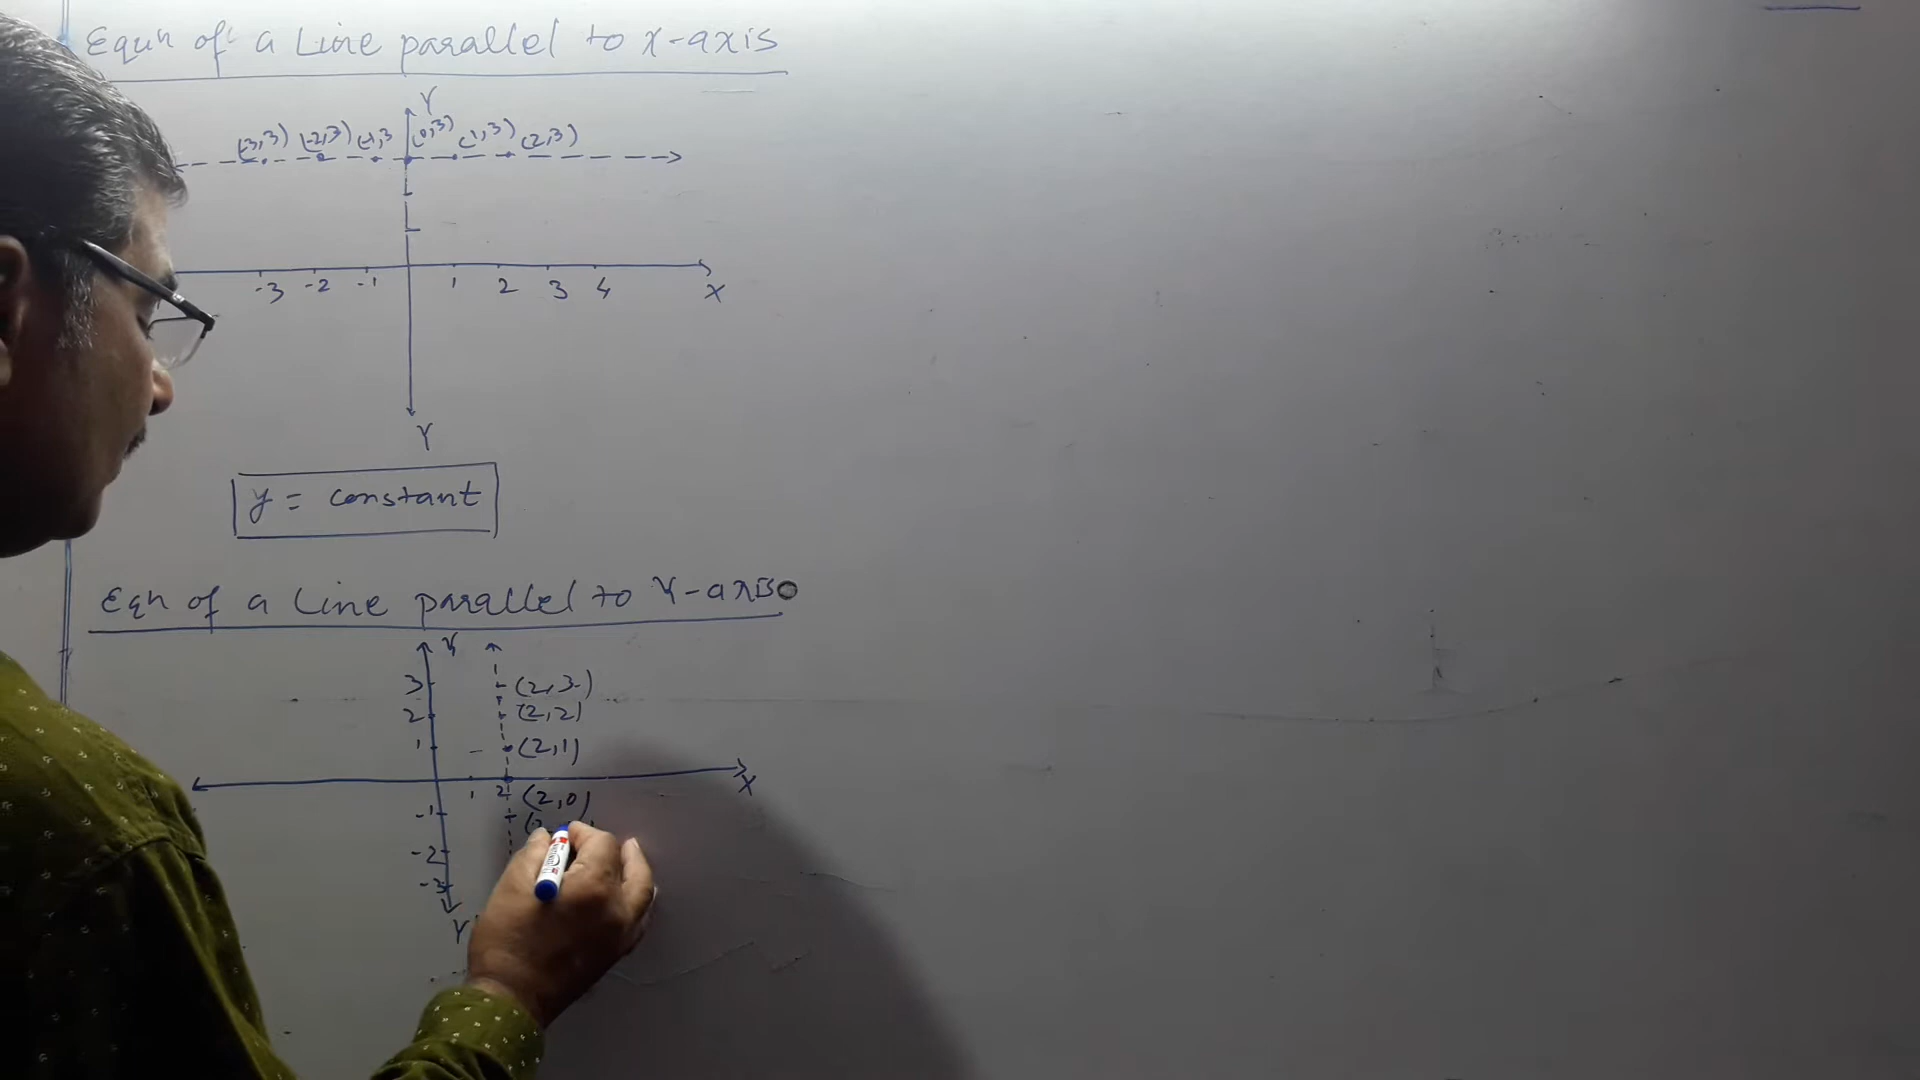 Equn of a Line parallel to x-axis
Y
(-3,3) (-2,3) (-1,3 (0,3) (1,3) (2,3)
-3 -2 -1 1 2 3 4 X
Y
y = constant
Eqn of a Line parallel to Y-axis
Y
3 (2,3)
2 (2,2)
1 (2,1)
X
1 2 (2,0)
-1
-2
-3
Y'